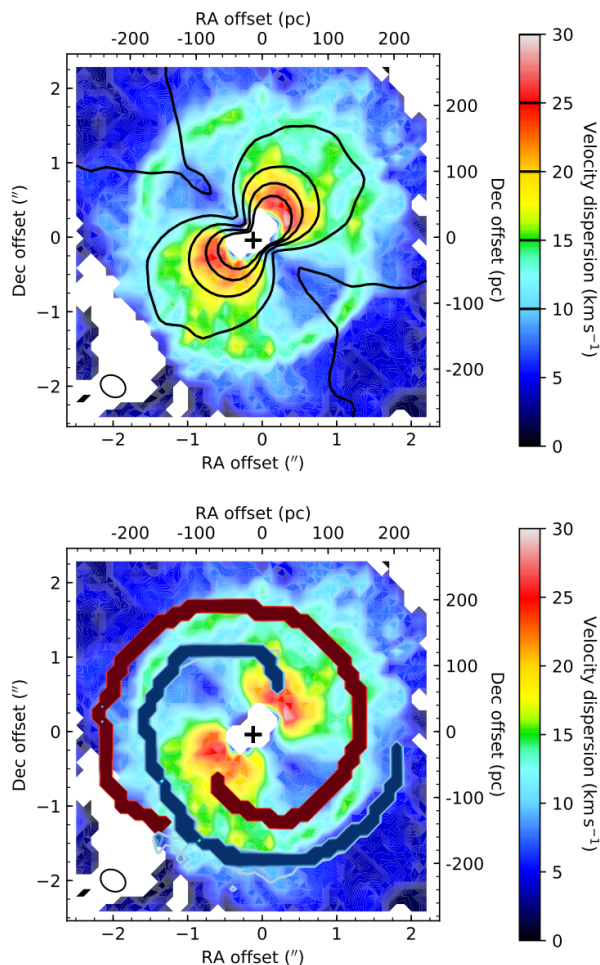 RA offset (pc)
-200 -100 0 100 200
2
1
0
−1
−2
Dec offset (″)
200
100
0
-100
-200
Dec offset (pc)
−2 −1 0 1 2
RA offset (″)
30
25
20
15
10
5
0
Velocity dispersion (km s⁻¹)
RA offset (pc)
-200 -100 0 100 200
2
1
0
−1
−2
Dec offset (″)
200
100
0
-100
-200
Dec offset (pc)
−2 −1 0 1 2
RA offset (″)
30
25
20
15
10
5
0
Velocity dispersion (km s⁻¹)